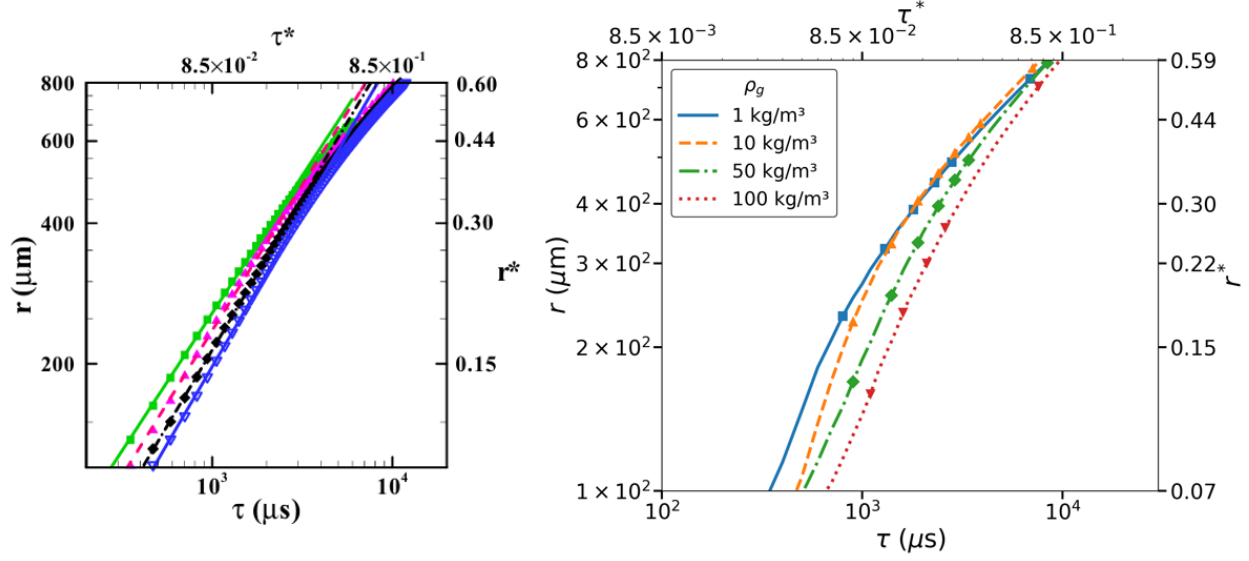 τ*
8.5×10⁻²
8.5×10⁻¹
800
600
400
200
r (μm)
0.60
0.44
0.30
0.15
r*
10³
10⁴
τ (μs)
τ*
8.5 × 10⁻³
8.5 × 10⁻²
8.5 × 10⁻¹
8 × 10²
6 × 10²
4 × 10²
3 × 10²
2 × 10²
1 × 10²
r (μm)
ρg
1 kg/m³
10 kg/m³
50 kg/m³
100 kg/m³
0.59
0.44
0.30
0.22
0.15
0.07
r*
10²
10³
10⁴
τ (μs)